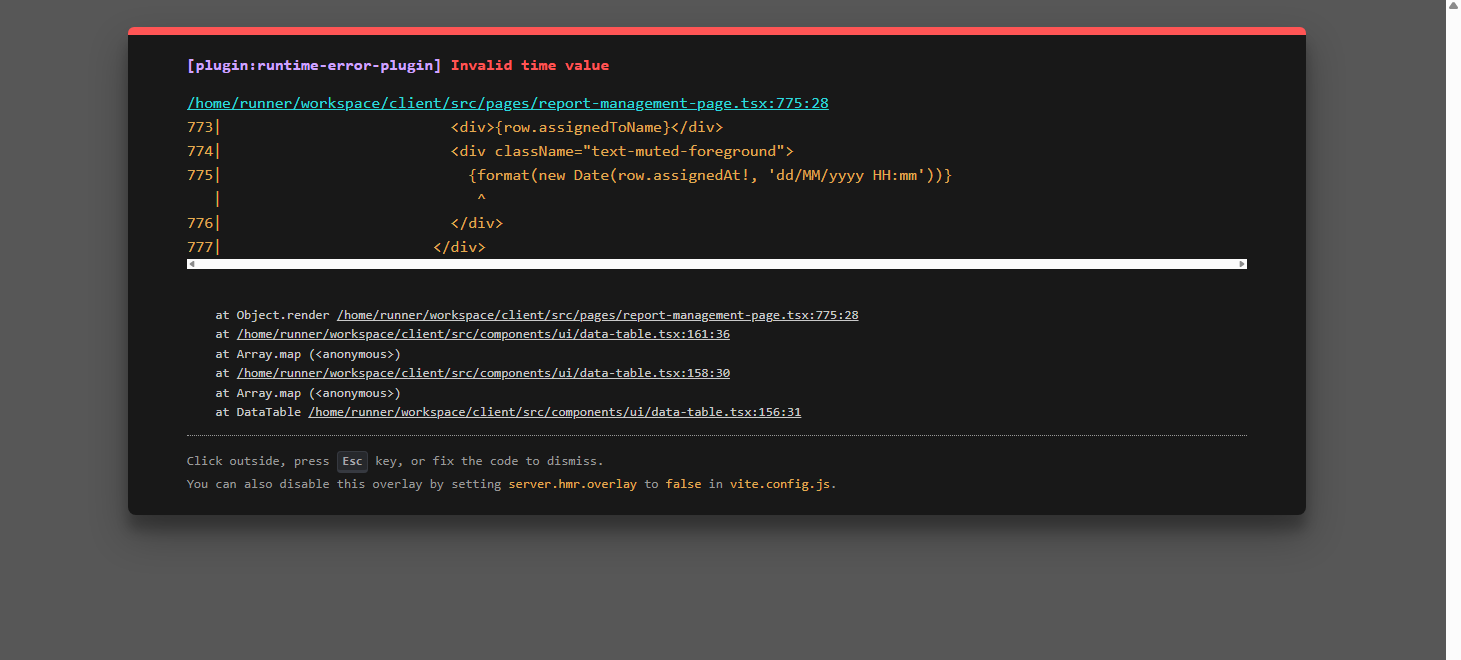 [plugin:runtime-error-plugin] Invalid time value
/home/runner/workspace/client/src/pages/report-management-page.tsx:775:28
773|                          <div>{row.assignedToName}</div>
774|                          <div className="text-muted-foreground">
775|                            {format(new Date(row.assignedAt!, 'dd/MM/yyyy HH:mm'))}
   |                             ^
776|                          </div>
777|                        </div>
at Object.render /home/runner/workspace/client/src/pages/report-management-page.tsx:775:28
at /home/runner/workspace/client/src/components/ui/data-table.tsx:161:36
at Array.map (<anonymous>)
at /home/runner/workspace/client/src/components/ui/data-table.tsx:158:30
at Array.map (<anonymous>)
at DataTable /home/runner/workspace/client/src/components/ui/data-table.tsx:156:31
Click outside, press Esc key, or fix the code to dismiss.
You can also disable this overlay by setting server.hmr.overlay to false in vite.config.js.